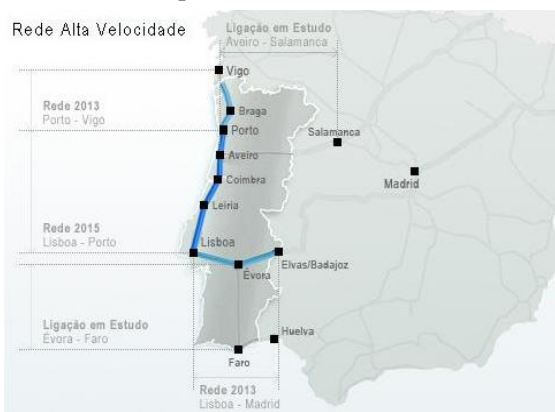 Rede Alta Velocidade
Ligação em Estudo
Aveiro - Salamanca
Vigo
Rede 2013
Porto - Vigo
Braga
Porto
Salamanca
Aveiro
Coimbra
Madrid
Leiria
Rede 2015
Lisboa - Porto
Lisboa
Elvas/Badajoz
Évora
Ligação em Estudo
Évora - Faro
Huelva
Faro
Rede 2013
Lisboa - Madrid